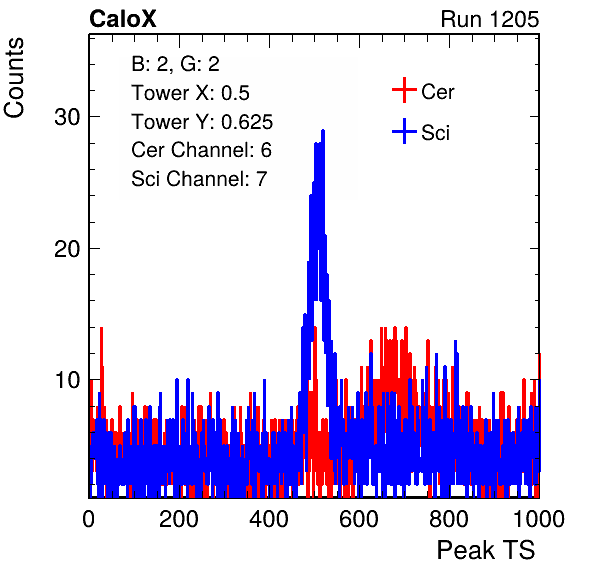 CaloX Run 1205
Counts
B: 2, G: 2
Tower X: 0.5
Tower Y: 0.625
Cer Channel: 6
Sci Channel: 7
Cer
Sci
30
20
10
0 200 400 600 800 1000
Peak TS